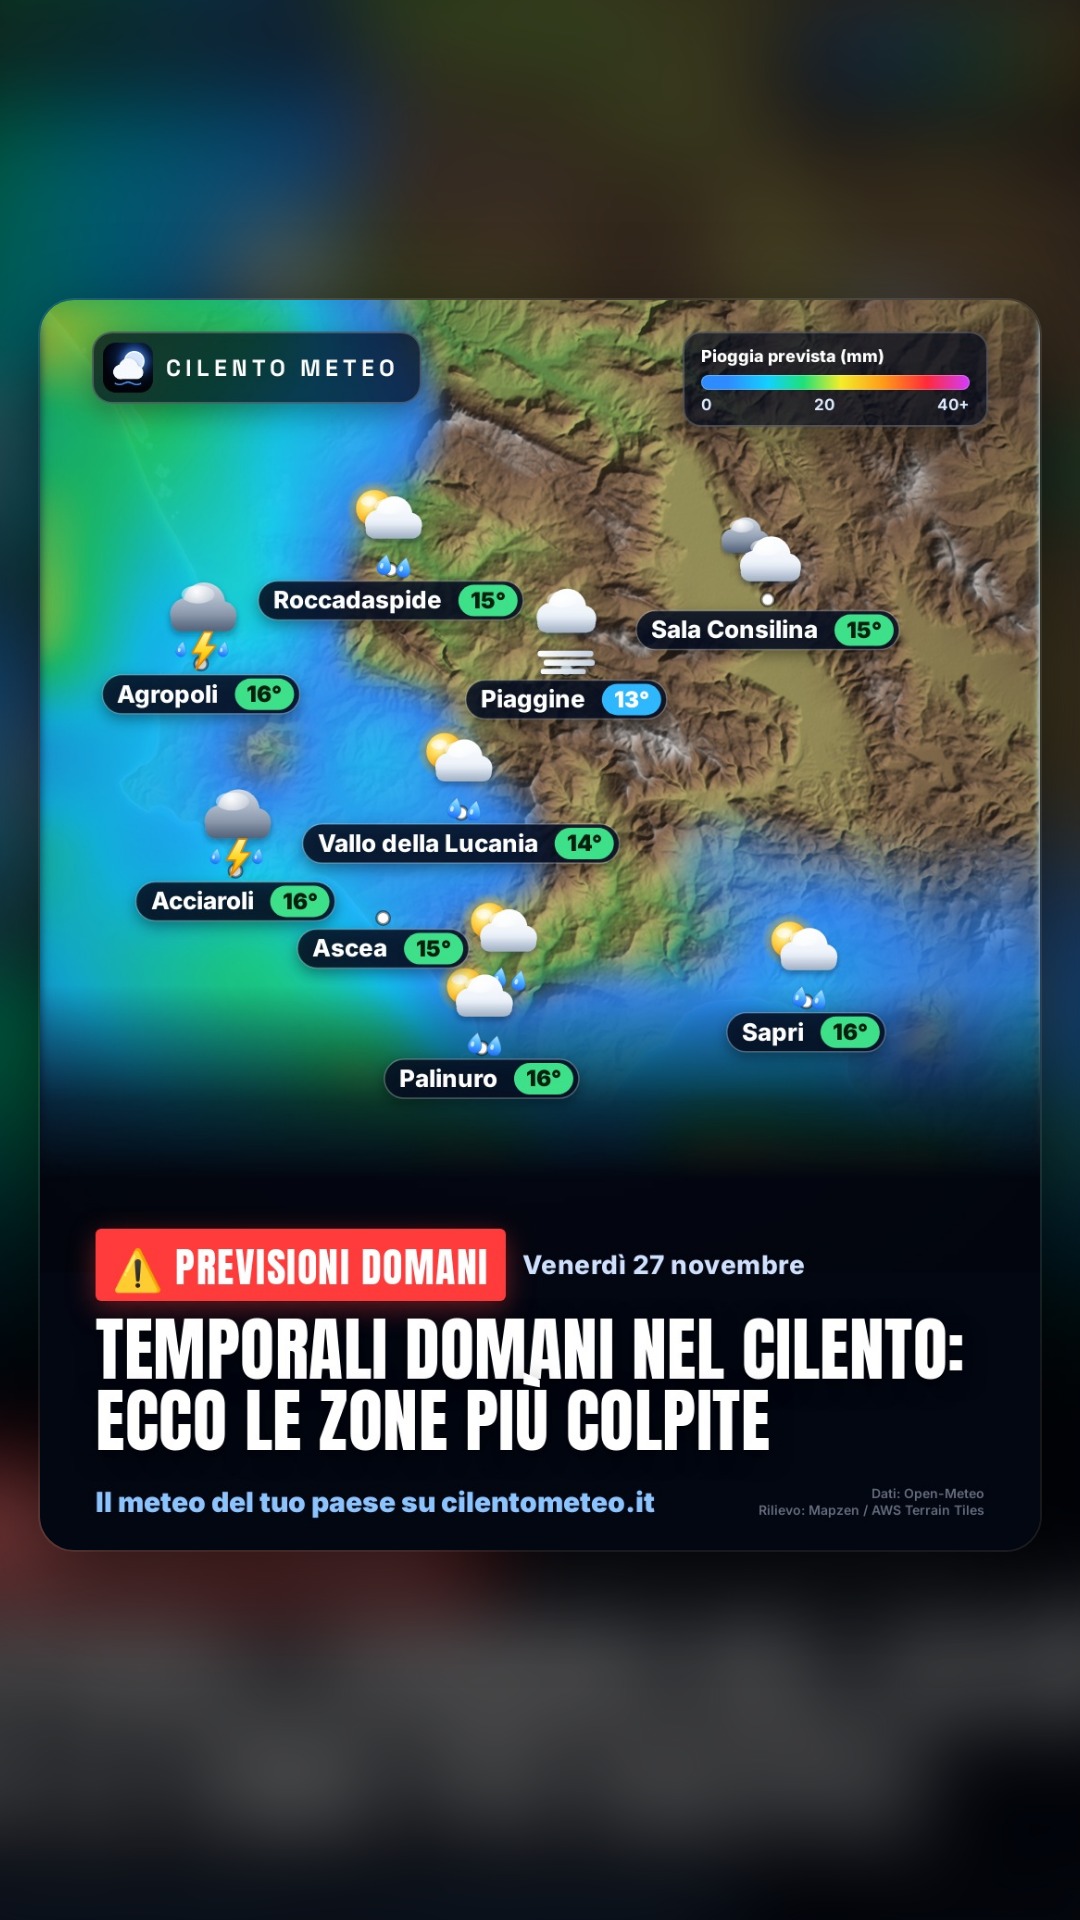 CILENTO METEO
Pioggia prevista (mm)
0 20 40+
Roccadaspide 15°
Sala Consilina 15°
Agropoli 16°
Piaggine 13°
Vallo della Lucania 14°
Acciaroli 16°
Ascea 15°
Sapri 16°
Palinuro 16°
PREVISIONI DOMANI
Venerdì 27 novembre
TEMPORALI DOMANI NEL CILENTO:
ECCO LE ZONE PIÙ COLPITE
Il meteo del tuo paese su cilentometeo.it
Dati: Open-Meteo
Rilievo: Mapzen / AWS Terrain Tiles